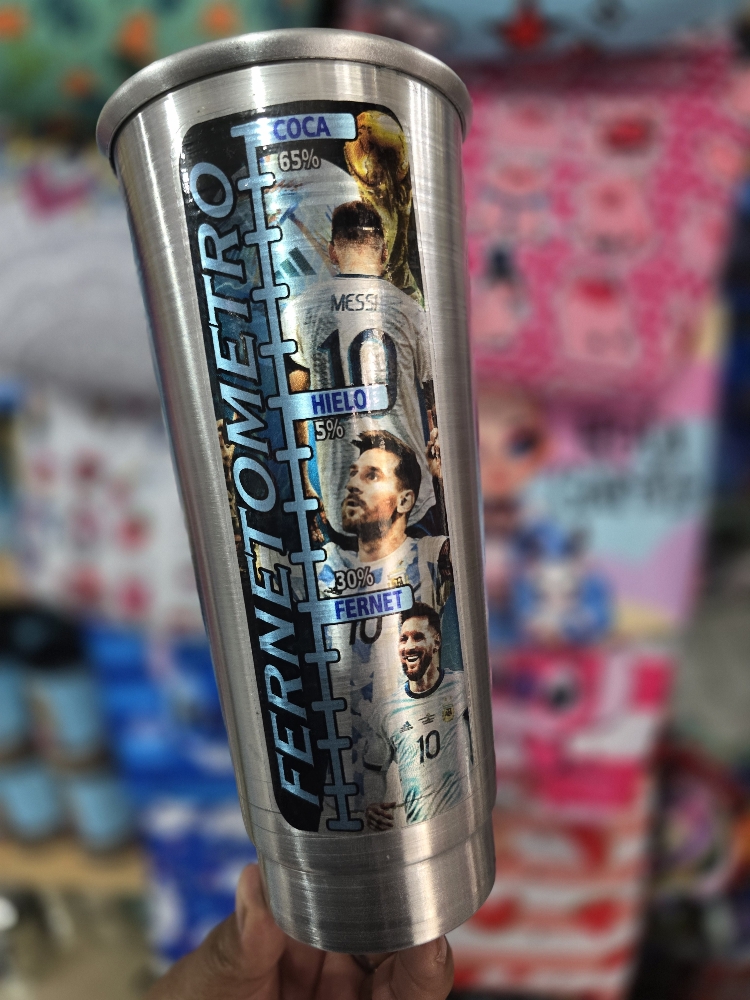 FERNETOMETRO
COCA
65%
MESSI
10
HIELO
5%
30%
FERNET
10
10